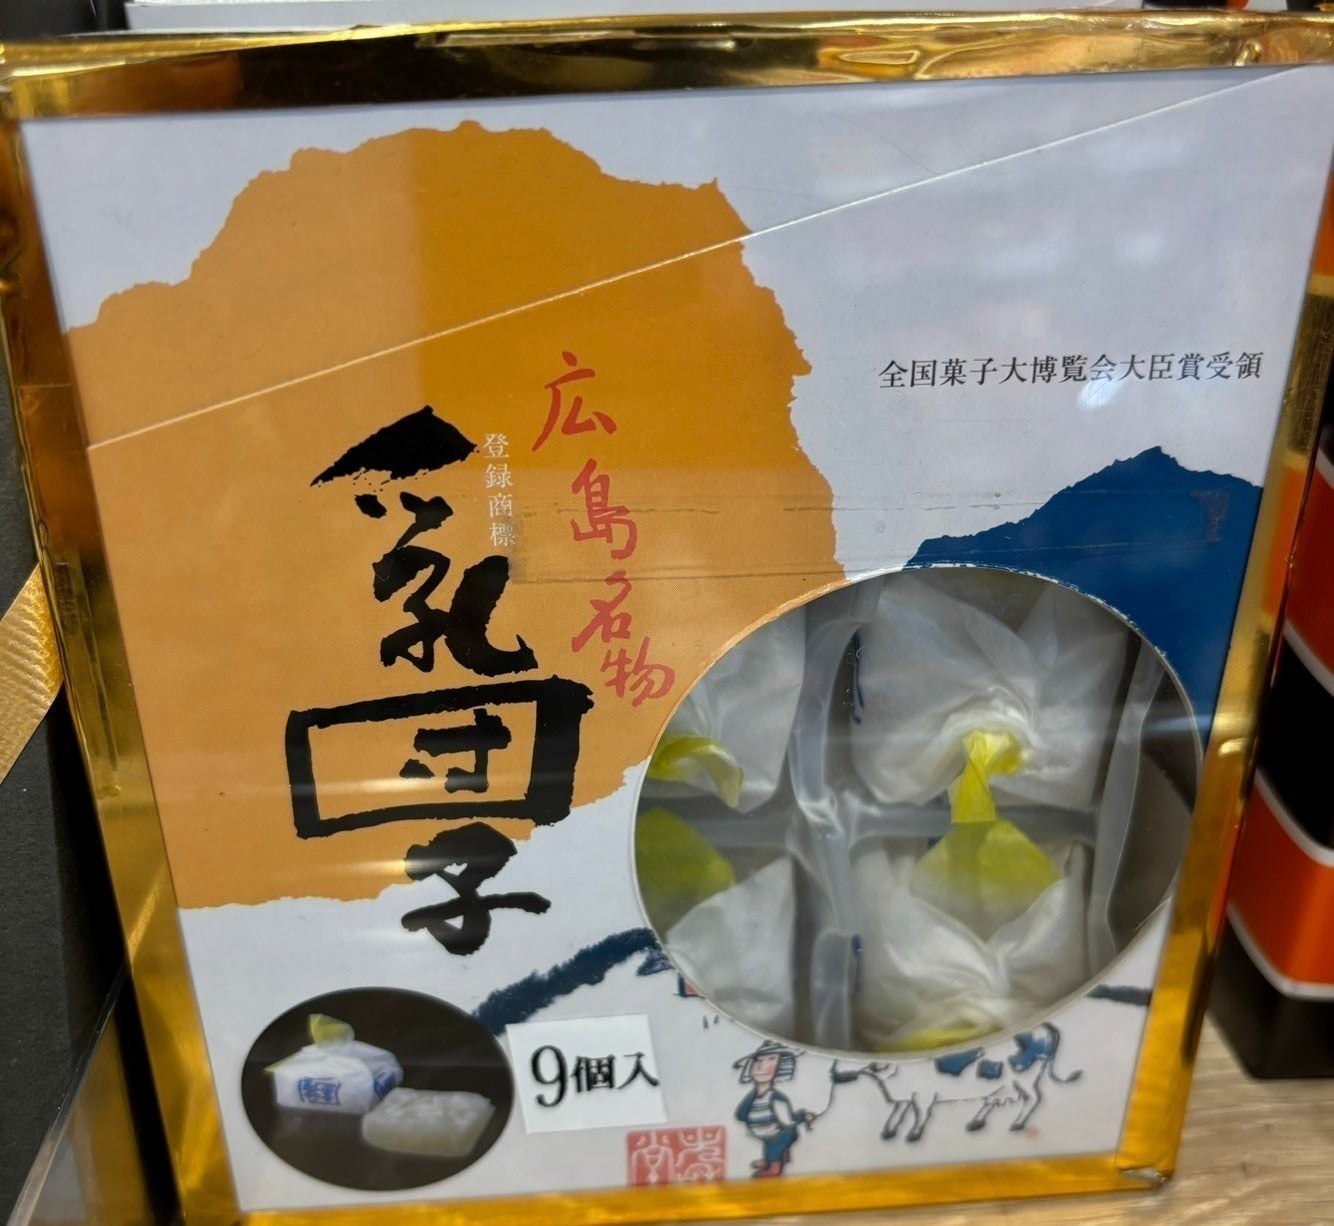 全国菓子大博覧会大臣賞受領
広島名物
登録商標
乳団子
9個入